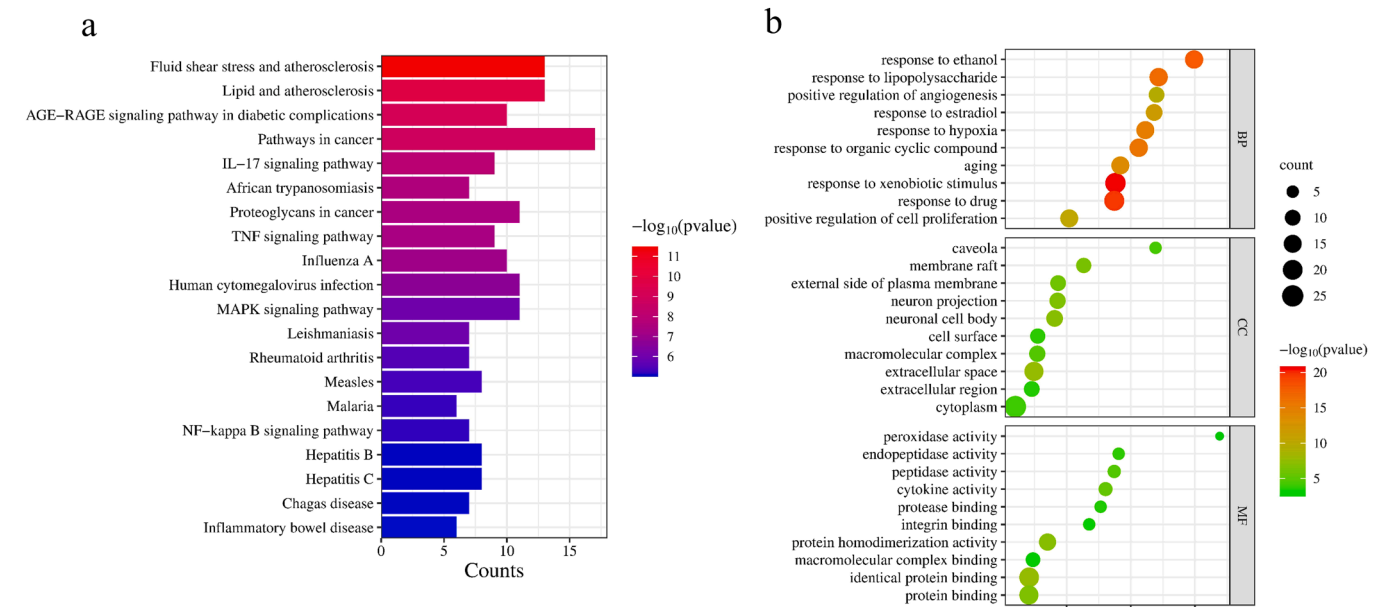 a
Fluid shear stress and atherosclerosis
Lipid and atherosclerosis
AGE−RAGE signaling pathway in diabetic complications
Pathways in cancer
IL−17 signaling pathway
African trypanosomiasis
Proteoglycans in cancer
TNF signaling pathway
Influenza A
Human cytomegalovirus infection
MAPK signaling pathway
Leishmaniasis
Rheumatoid arthritis
Measles
Malaria
NF−kappa B signaling pathway
Hepatitis B
Hepatitis C
Chagas disease
Inflammatory bowel disease
0 5 10 15
Counts
−log10(pvalue)
11
10
9
8
7
6
b
response to ethanol
response to lipopolysaccharide
positive regulation of angiogenesis
response to estradiol
response to hypoxia
response to organic cyclic compound
aging
response to xenobiotic stimulus
response to drug
positive regulation of cell proliferation
BP
caveola
membrane raft
external side of plasma membrane
neuron projection
neuronal cell body
cell surface
macromolecular complex
extracellular space
extracellular region
cytoplasm
CC
peroxidase activity
endopeptidase activity
peptidase activity
cytokine activity
protease binding
integrin binding
protein homodimerization activity
macromolecular complex binding
identical protein binding
protein binding
MF
count
5
10
15
20
25
−log10(pvalue)
20
15
10
5